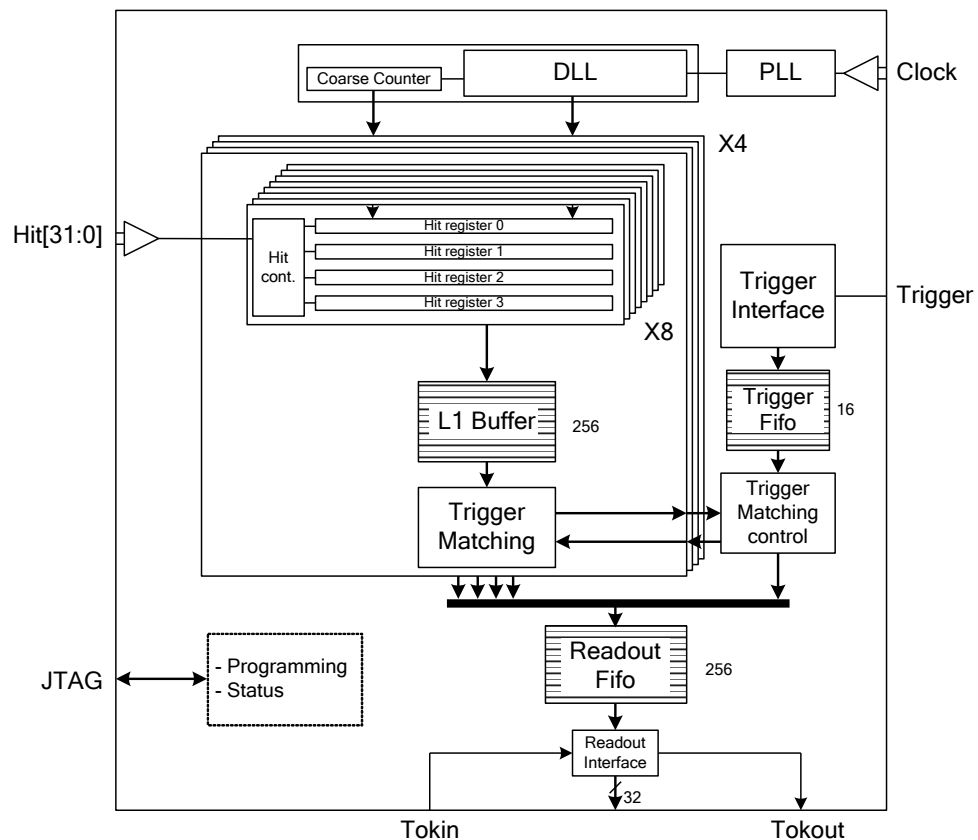 Coarse Counter
DLL
PLL
Clock
X4
Hit[31:0]
Hit
cont.
Hit register 0
Hit register 1
Hit register 2
Hit register 3
X8
Trigger
Interface
Trigger
L1 Buffer
256
Trigger
Fifo
16
Trigger
Matching
Trigger
Matching
control
JTAG
- Programming
- Status
Readout
Fifo
256
Readout
Interface
32
Tokin
Tokout